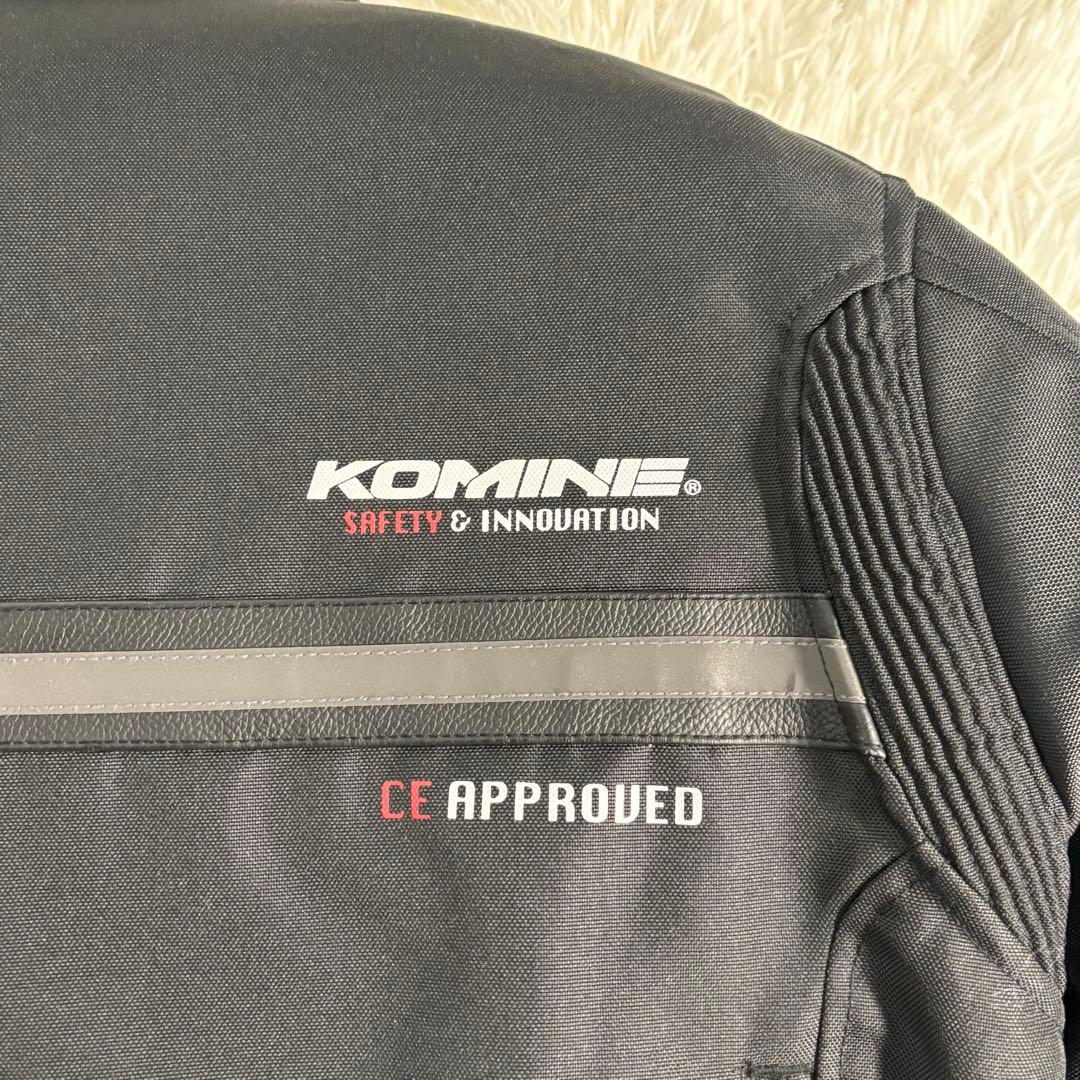 KOMINE®
SAFETY & INNOVATION
CE APPROVED